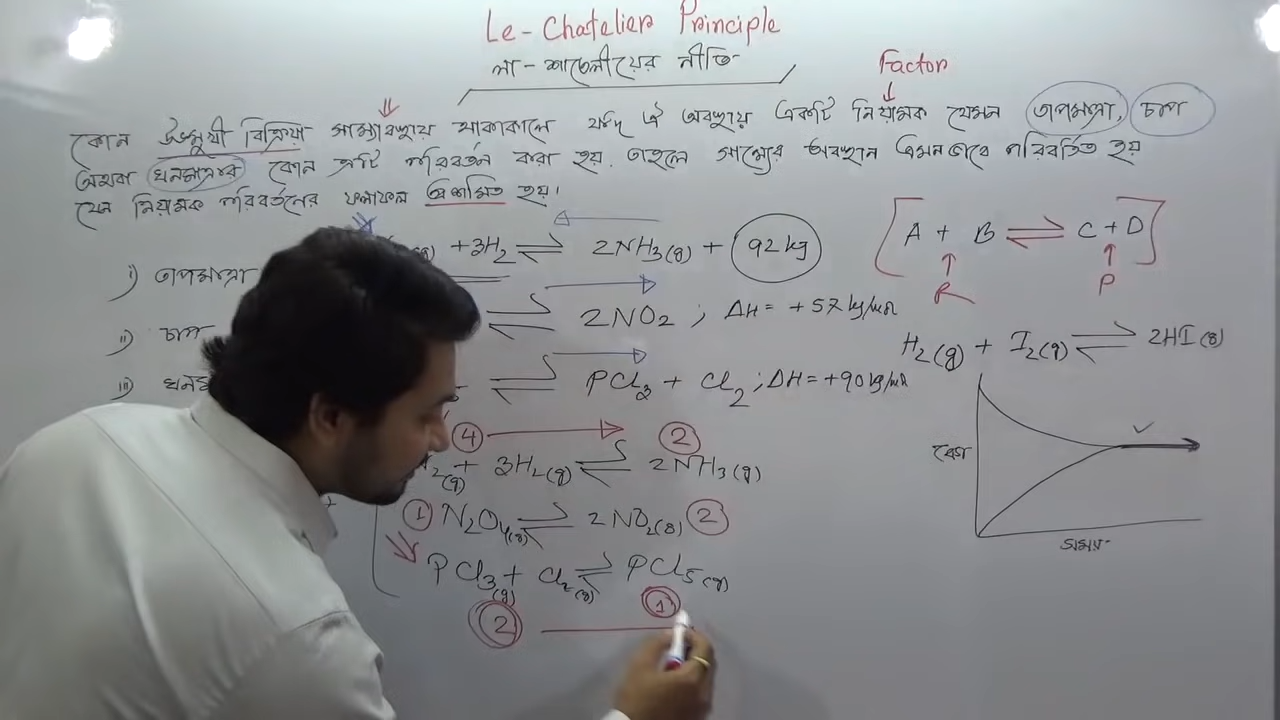 Le-Chatelier Principle
লা-শাতেলীয়ের নীতি
Factor
কোন উভমুখী বিক্রিয়া সাম্যাবস্থায় থাকাকালে যদি ঐ অবস্থায় একটি নিয়ামক যেমন তাপমাত্রা, চাপ
অথবা ঘনমাত্রার কোন একটি পরিবর্তন করা হয়, তাহলে সাম্যের অবস্থান এমনভাবে পরিবর্তিত হয়
যেন নিয়ামক পরিবর্তনের ফলাফল প্রশমিত হয়।
+3H2 ⇌ 2NH3(g) + 92 kg
A + B ⇌ C + D
R P
i) তাপমাত্রা
⇌ 2NO2 ; ΔH = +57 kg/mol
ii) চাপ
H2(g) + I2(g) ⇌ 2HI(g)
iii)
⇌ PCl3 + Cl2 ; ΔH = +90 kg/mol
4 → 2
+ 3H2(g) ⇌ 2NH3(g)
বেগ
1 N2O4(g) ⇌ 2NO2(g) 2
সময়
PCl3(g) + Cl2(g) ⇌ PCl5(g)
2 1